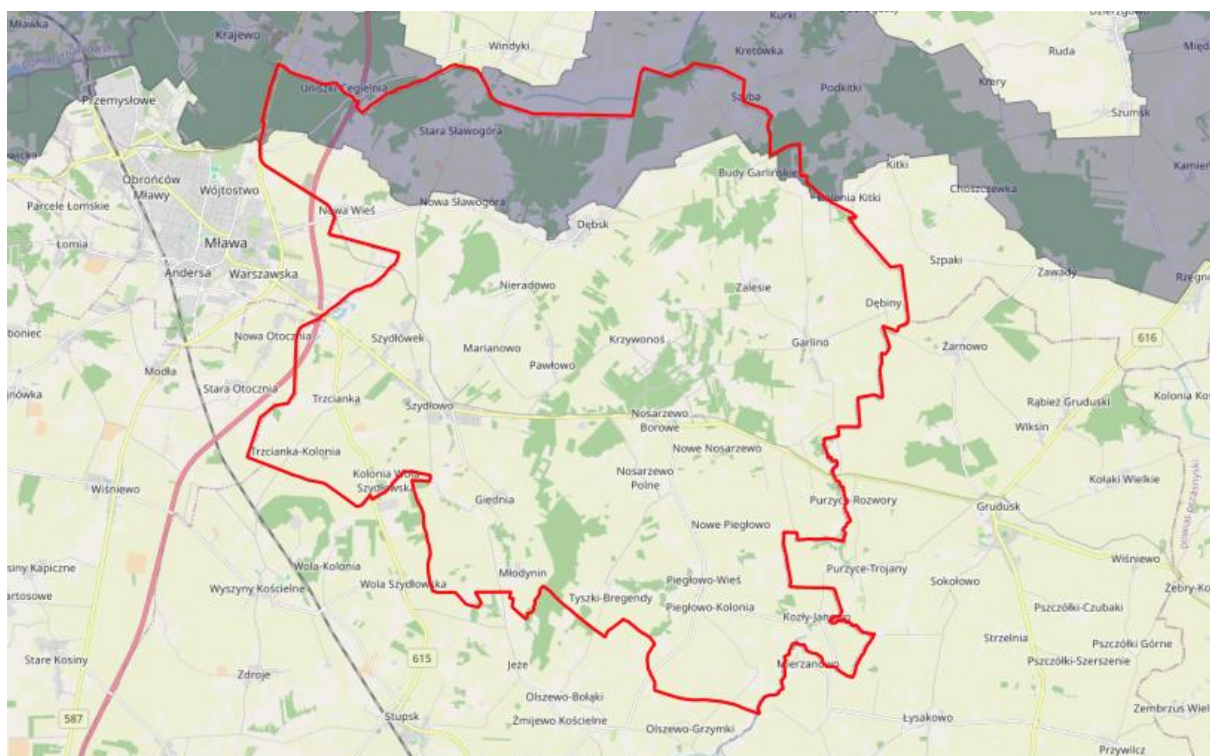 Mławka
Krajewo
Windyki
Kurki
Dzierzgowo
Kretówka
Ruda
Krery
Przemysłowe
Uniszki-Cegielnia
Szyba
Podkitki
Szumsk
Stara Sławogóra
Obrońców
Mławy
Wójtostwo
Budy Garlińskie
Kitki
Kolonia Kitki
Choszczewka
Parcele Łomskie
Nowa Wieś
Nowa Sławogóra
Dębsk
Łomia
Mława
Andersa
Warszawska
Nieradowo
Zalesie
Szpaki
Zawady
Dębiny
Nowa Otocznia
Szydłówek
Marianowo
Krzywonoś
Garlino
Żarnowo
616
Modła
Pawłowo
Stara Otocznia
Trzcianka
Szydłowo
Nosarzewo
Borowe
Rąbież Gruduski
Wiksin
Trzcianka-Kolonia
Nowe Nosarzewo
Kolonia Wola
Szydłowska
Nosarzewo
Polne
Kołaki Wielkie
Wiśniewo
Giednia
Purzyce-Rozwory
Grudusk
Nowe Piegłowo
powiat przasnyski
Wiśniewo
Wola-Kolonia
Młodynin
Purzyce-Trojany
Wyszyny Kościelne
Wola Szydłowska
Piegłowo-Wieś
Sokołowo
Tyszki-Bregendy
Piegłowo-Kolonia
Kozły-Janowo
Pszczółki-Czubaki
Strzelnia
Pszczółki Górne
Stare Kosiny
615
Jeże
Mierzanowo
Pszczółki-Szerszenie
Zdroje
Olszewo-Bołąki
587
Stupsk
Żmijewo Kościelne
Olszewo-Grzymki
Łysakowo
Przywilcz